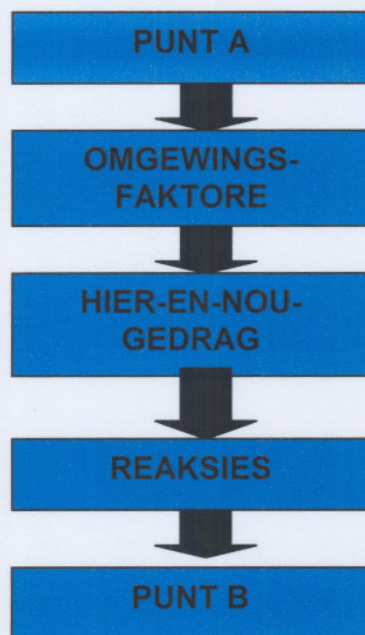 PUNT A
OMGEWINGS-
FAKTORE
HIER-EN-NOU-
GEDRAG
REAKSIES
PUNT B